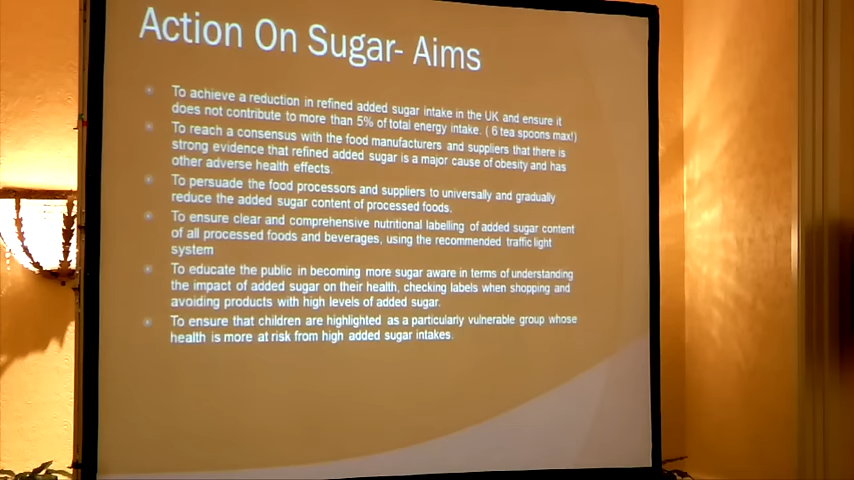 Action On Sugar- Aims
To achieve a reduction in refined added sugar intake in the UK and ensure it
does not contribute to more than 5% of total energy intake. ( 6 tea spoons max!)
To reach a consensus with the food manufacturers and suppliers that there is
strong evidence that refined added sugar is a major cause of obesity and has
other adverse health effects.
To persuade the food processors and suppliers to universally and gradually
reduce the added sugar content of processed foods.
To ensure clear and comprehensive nutritional labelling of added sugar content
of all processed foods and beverages, using the recommended traffic light
system
To educate the public in becoming more sugar aware in terms of understanding
the impact of added sugar on their health, checking labels when shopping and
avoiding products with high levels of added sugar.
To ensure that children are highlighted as a particularly vulnerable group whose
health is more at risk from high added sugar intakes.